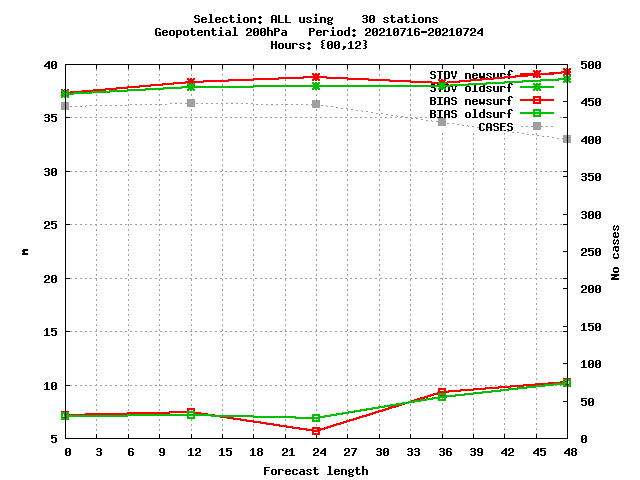 Selection: ALL using    30 stations
Geopotential 200hPa   Period: 20210716-20210724
Hours: {00,12}
40
35
30
25
20
15
10
5
m
500
450
400
350
300
250
200
150
100
50
0
No cases
STDV newsurf
STDV oldsurf
BIAS newsurf
BIAS oldsurf
CASES
0 3 6 9 12 15 18 21 24 27 30 33 36 39 42 45 48
Forecast length